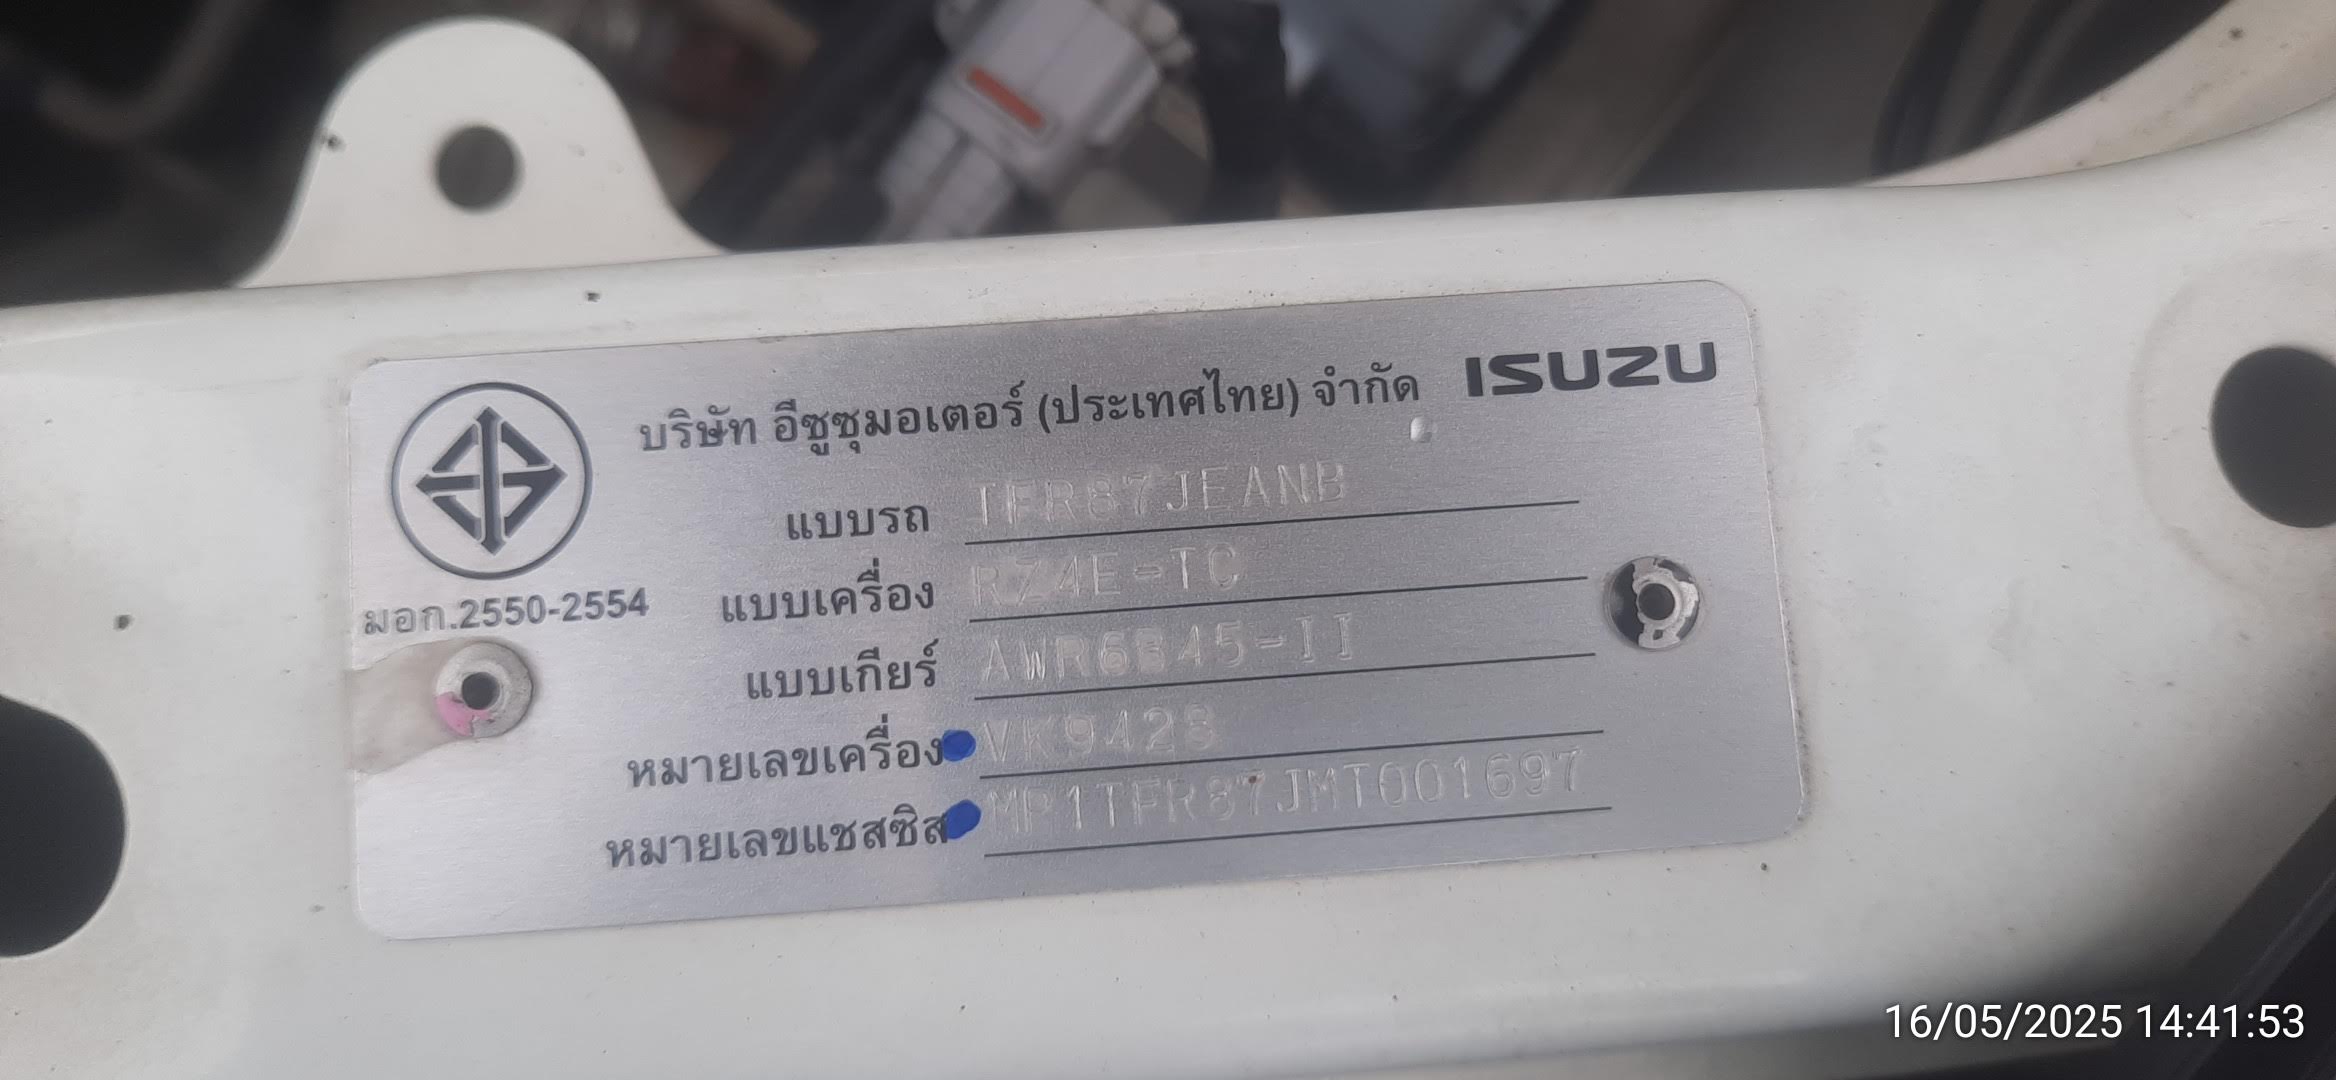 บริษัท อีซูซุมอเตอร์ (ประเทศไทย) จำกัด ISUZU
แบบรถ TFR87JEANB
มอก.2550-2554
แบบเครื่อง RZ4E-TC
แบบเกียร์ AWR6B45-II
หมายเลขเครื่อง VK9428
หมายเลขแชสซิส MP1TFR87JMT001697
16/05/2025 14:41:53